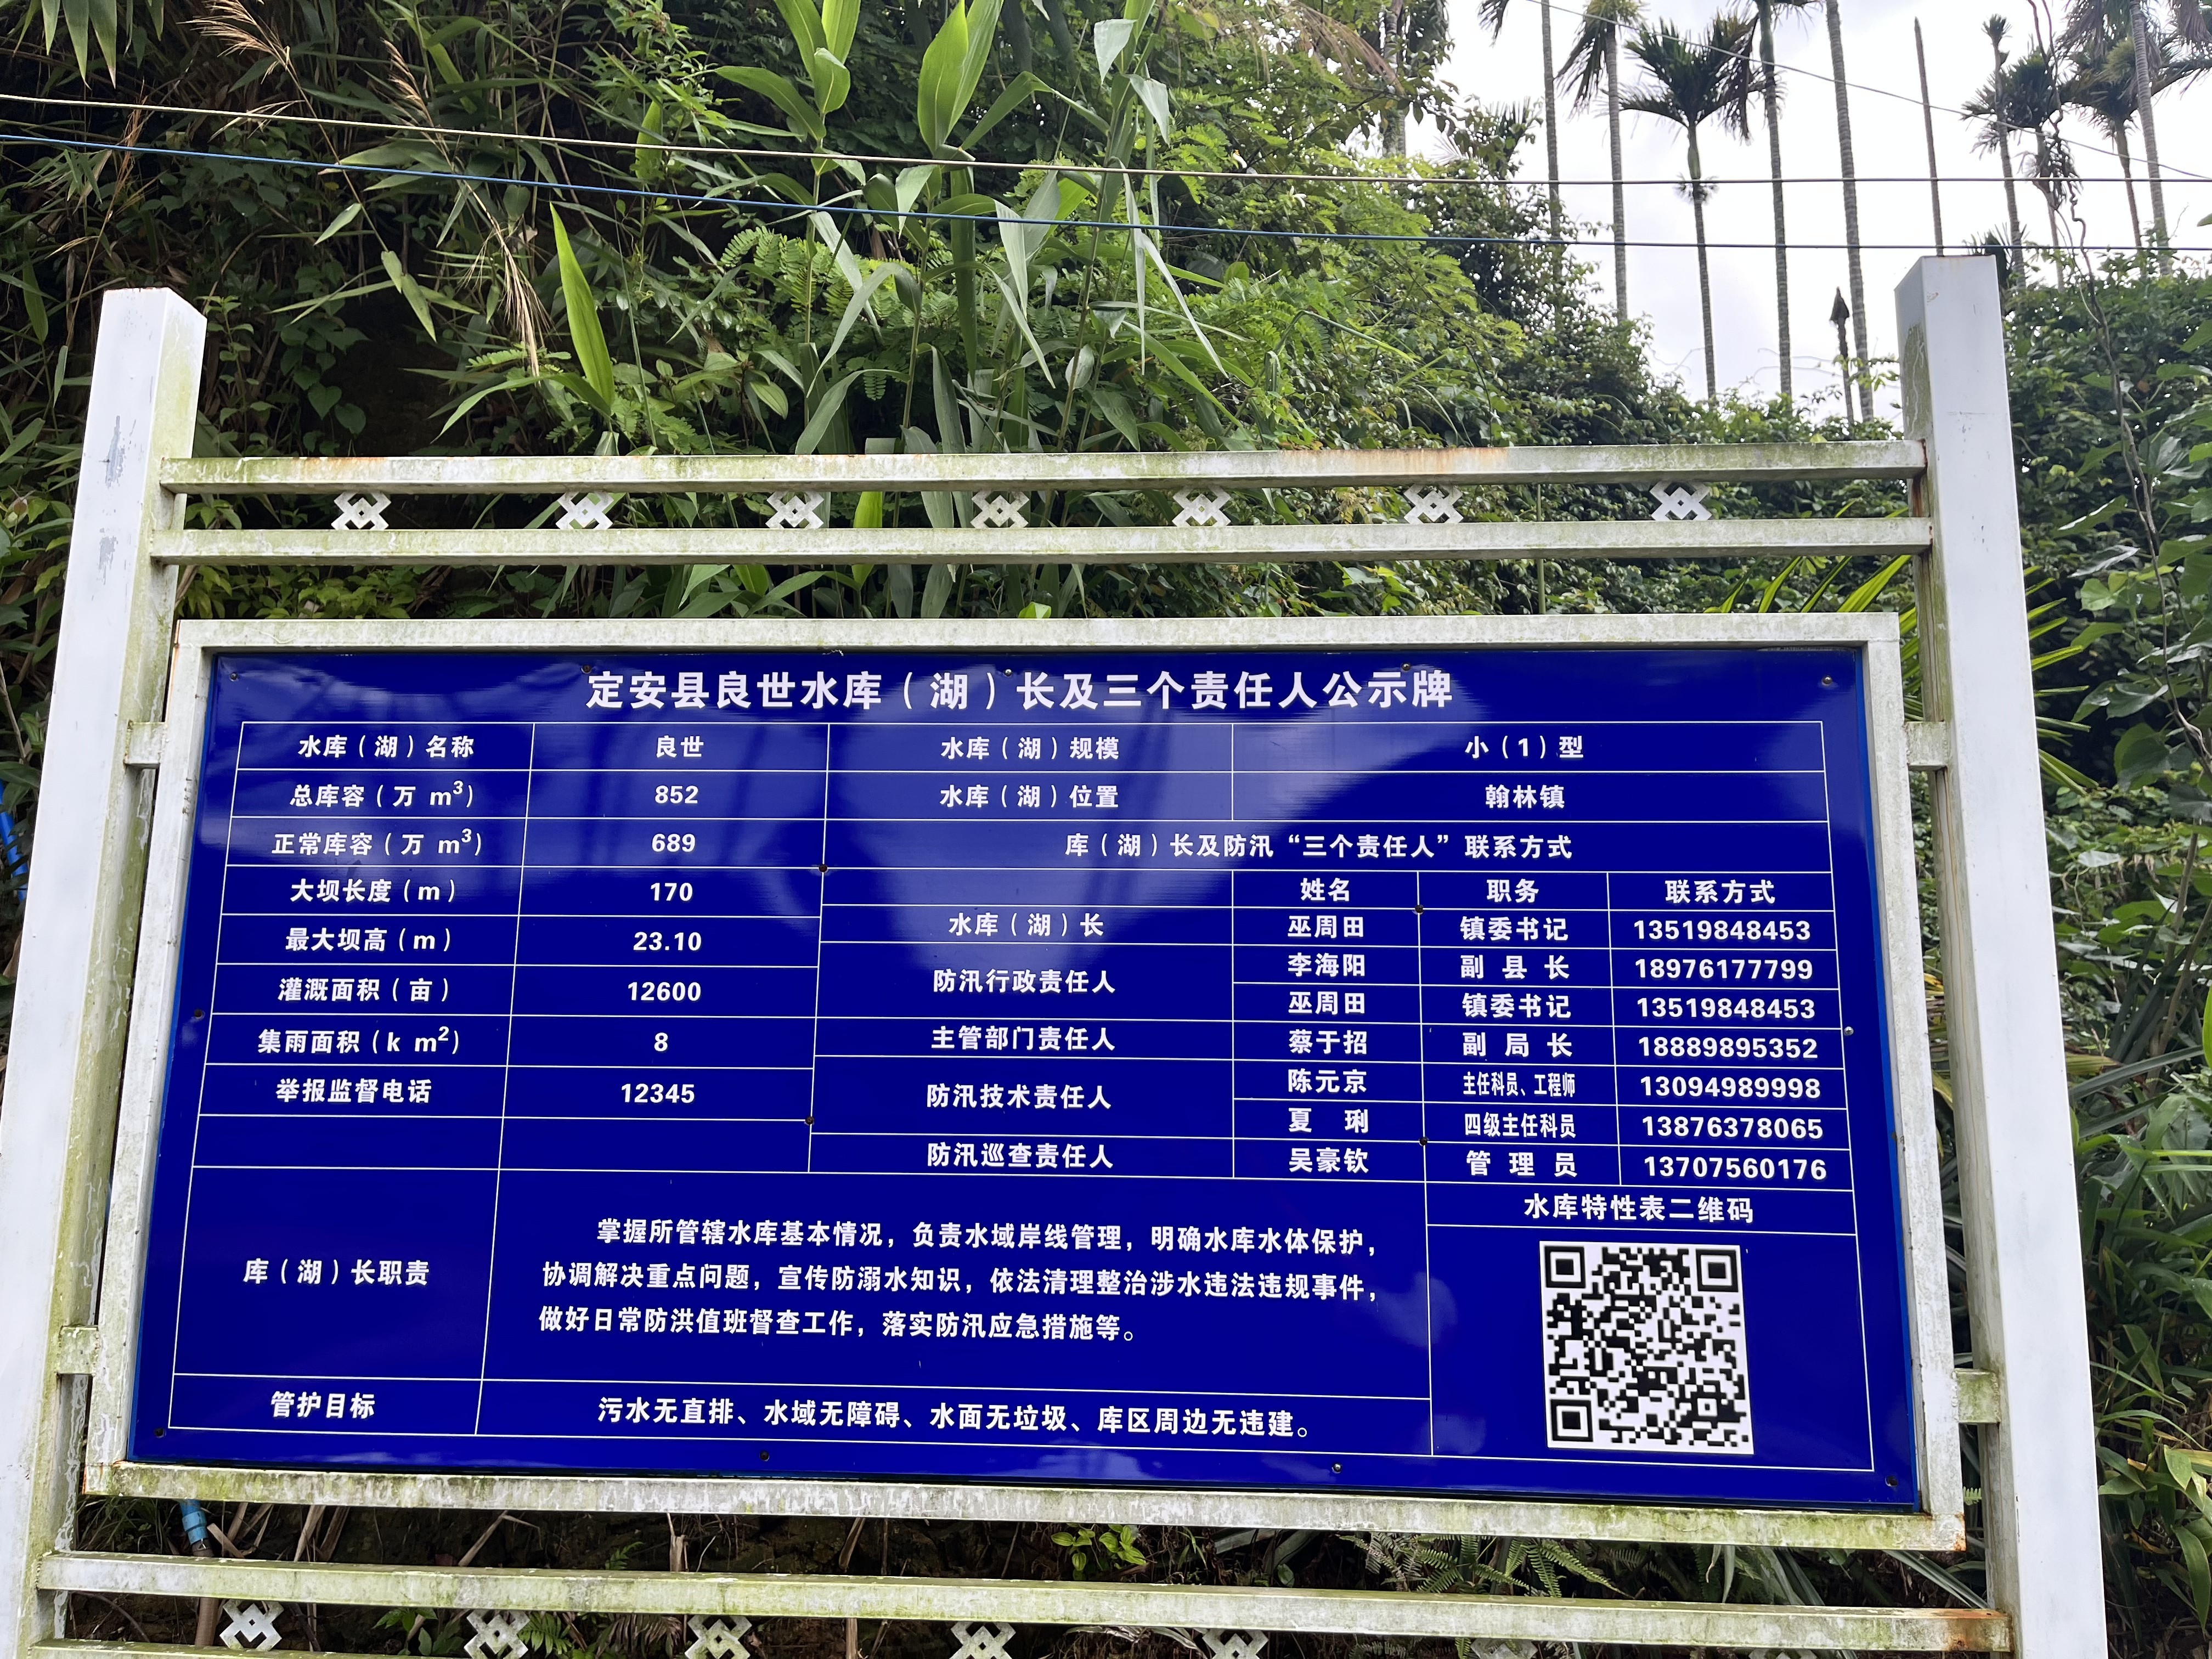 定安县良世水库（湖）长及三个责任人公示牌
水库（湖）名称 良世 水库（湖）规模 小（1）型
总库容（万 m³） 852 水库（湖）位置 翰林镇
正常库容（万 m³） 689 库（湖）长及防汛“三个责任人”联系方式
大坝长度（m） 170 姓名 职务 联系方式
最大坝高（m） 23.10 水库（湖）长 巫周田 镇委书记 13519848453
灌溉面积（亩） 12600 防汛行政责任人 李海阳 副县长 18976177799
巫周田 镇委书记 13519848453
集雨面积（k m²） 8 主管部门责任人 蔡于招 副局长 18889895352
举报监督电话 12345 防汛技术责任人 陈元京 主任科员、工程师 13094989998
夏 琍 四级主任科员 13876378065
防汛巡查责任人 吴豪钦 管理员 13707560176
水库特性表二维码
库（湖）长职责
掌握所管辖水库基本情况，负责水域岸线管理，明确水库水体保护，
协调解决重点问题，宣传防溺水知识，依法清理整治涉水违法违规事件，
做好日常防洪值班督查工作，落实防汛应急措施等。
管护目标 污水无直排、水域无障碍、水面无垃圾、库区周边无违建。